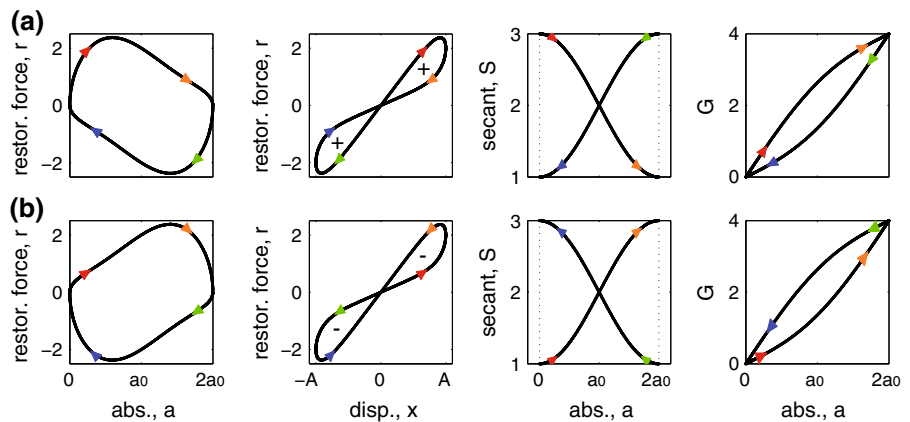 (a)
restor. force, r
2
0
−2
restor. force, r
2
0
−2
+
+
secant, S
3
2
1
G
4
2
0
(b)
restor. force, r
2
0
−2
0
a0
2a0
abs., a
restor. force, r
2
0
−2
-
-
−A
0
A
disp., x
secant, S
3
2
1
0
a0
2a0
abs., a
G
4
2
0
0
a0
2a0
abs., a